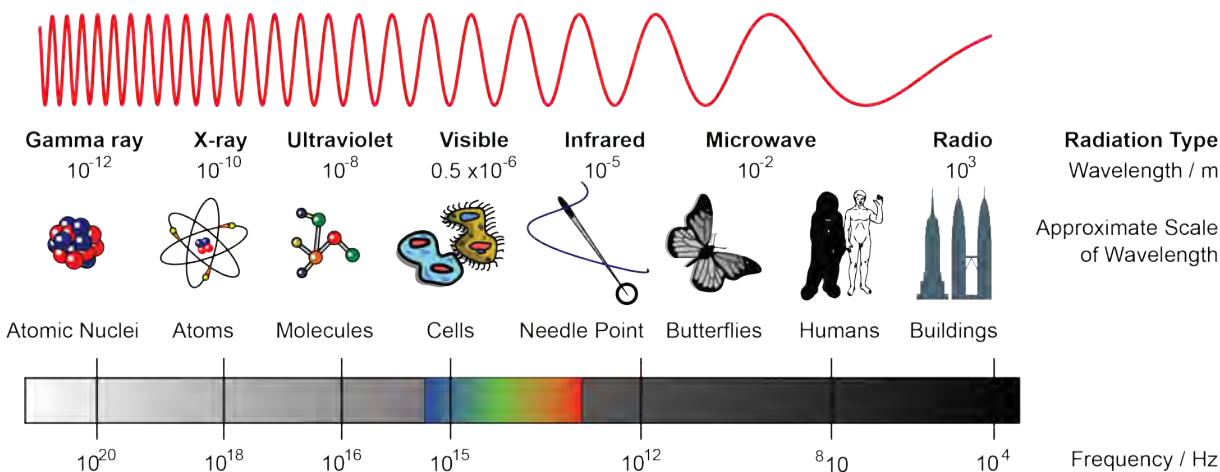 Gamma ray X-ray Ultraviolet Visible Infrared Microwave Radio Radiation Type
10⁻¹² 10⁻¹⁰ 10⁻⁸ 0.5 x10⁻⁶ 10⁻⁵ 10⁻² 10³ Wavelength / m
Approximate Scale
of Wavelength
Atomic Nuclei Atoms Molecules Cells Needle Point Butterflies Humans Buildings
10²⁰ 10¹⁸ 10¹⁶ 10¹⁵ 10¹² ⁸10 10⁴ Frequency / Hz